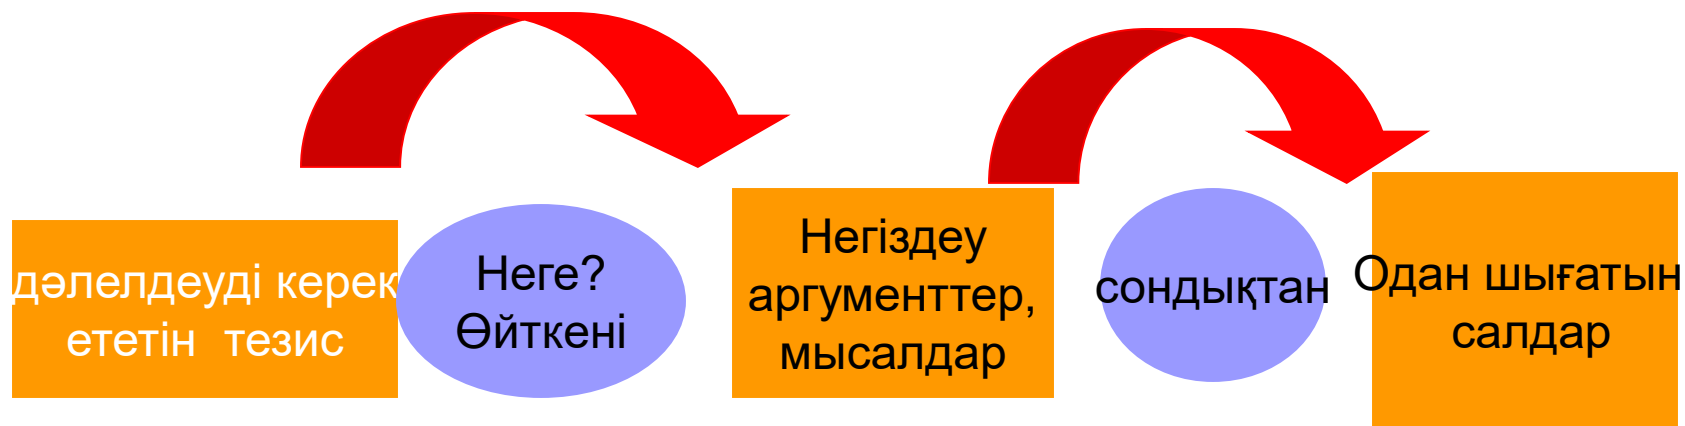 дәлелдеуді керек
ететін  тезис
Неге?
Өйткені
Негіздеу
аргументтер,
мысалдар
сондықтан
Одан шығатын
салдар